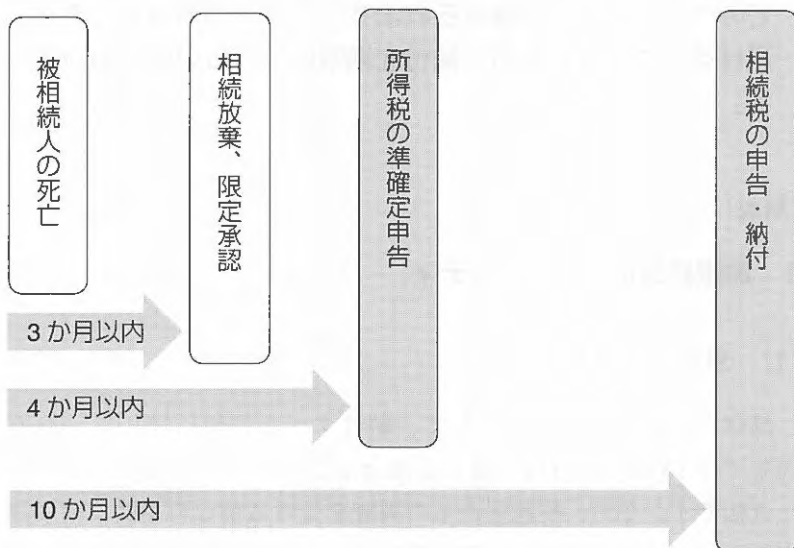 被相続人の死亡
相続放棄、限定承認
所得税の準確定申告
相続税の申告・納付
3か月以内
4か月以内
10か月以内